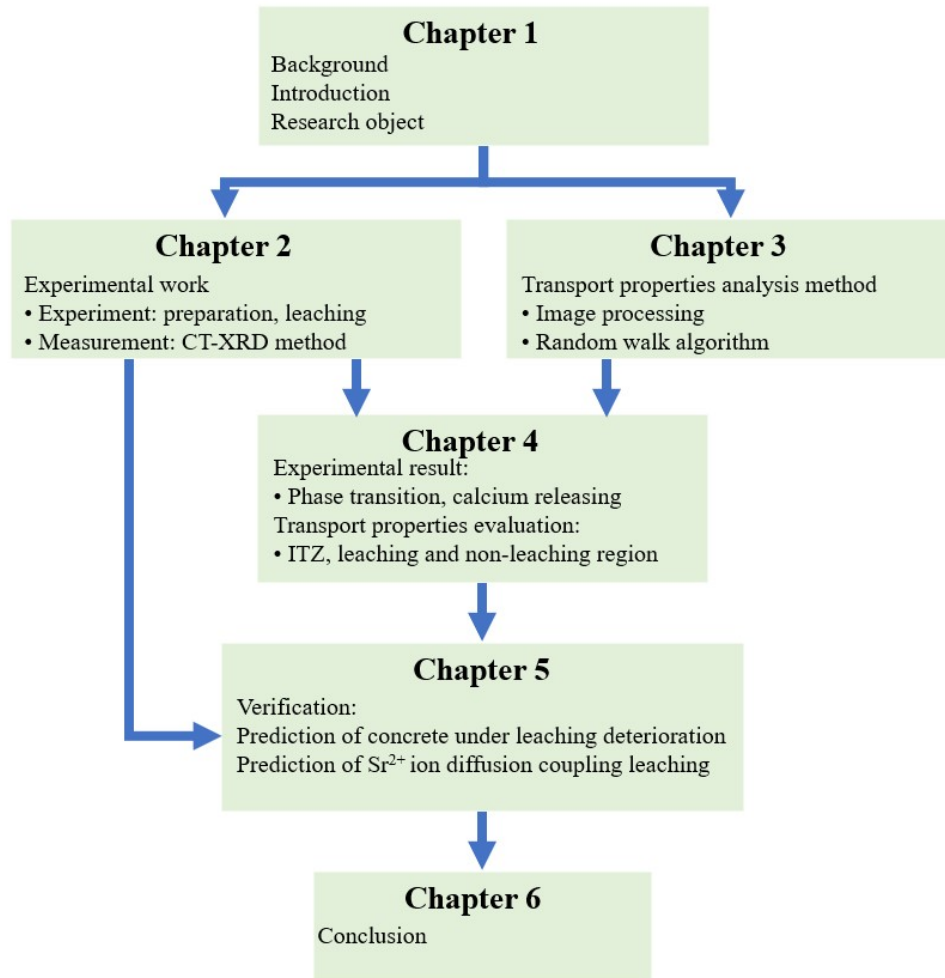 Chapter 1
Background
Introduction
Research object
Chapter 2
Experimental work
• Experiment: preparation, leaching
• Measurement: CT-XRD method
Chapter 3
Transport properties analysis method
• Image processing
• Random walk algorithm
Chapter 4
Experimental result:
• Phase transition, calcium releasing
Transport properties evaluation:
• ITZ, leaching and non-leaching region
Chapter 5
Verification:
Prediction of concrete under leaching deterioration
Prediction of Sr²⁺ ion diffusion coupling leaching
Chapter 6
Conclusion